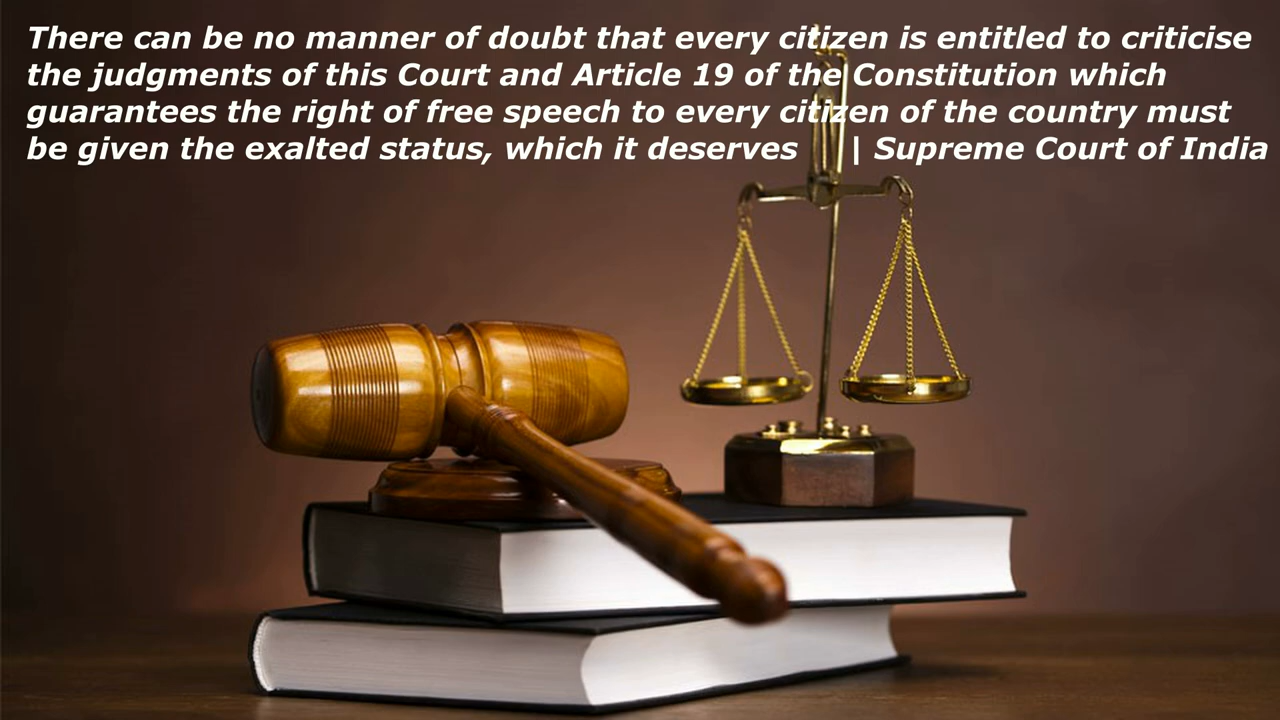 There can be no manner of doubt that every citizen is entitled to criticise
the judgments of this Court and Article 19 of the Constitution which
guarantees the right of free speech to every citizen of the country must
be given the exalted status, which it deserves | Supreme Court of India